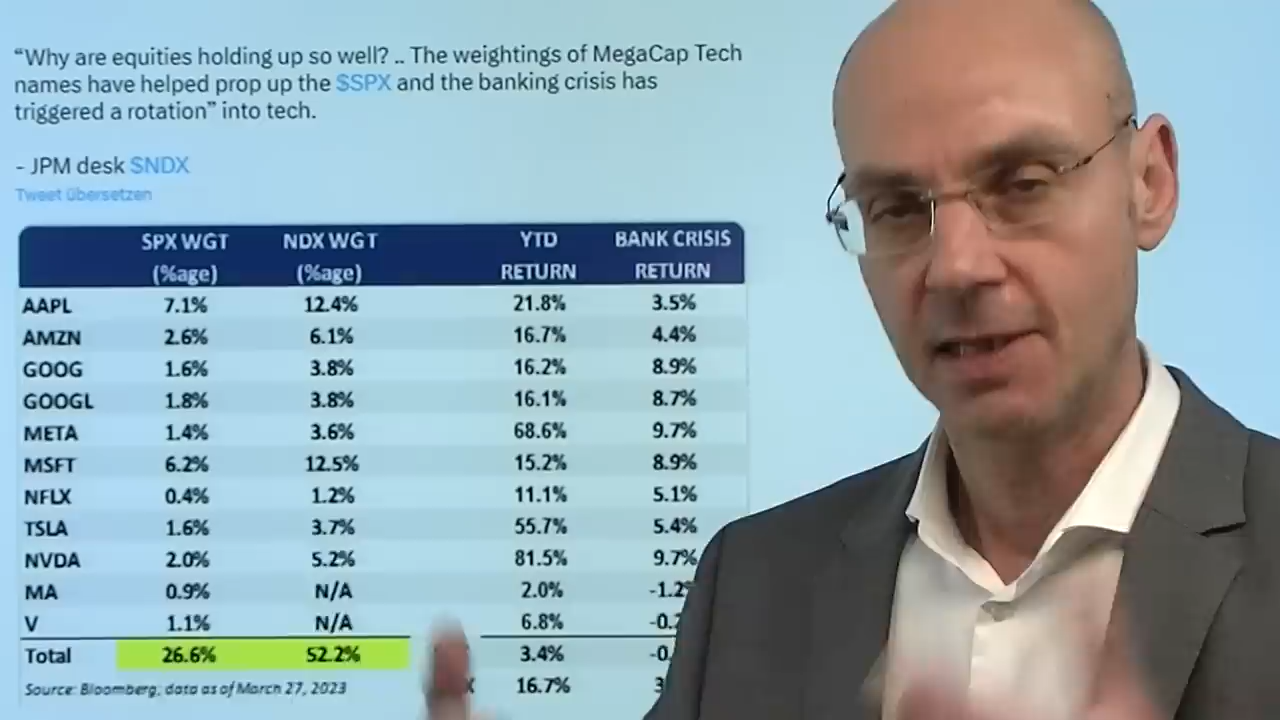 “Why are equities holding up so well? .. The weightings of MegaCap Tech
names have helped prop up the $SPX and the banking crisis has
triggered a rotation” into tech.
- JPM desk $NDX
Tweet übersetzen
SPX WGT NDX WGT YTD BANK CRISIS
(%age) (%age) RETURN RETURN
AAPL 7.1% 12.4% 21.8% 3.5%
AMZN 2.6% 6.1% 16.7% 4.4%
GOOG 1.6% 3.8% 16.2% 8.9%
GOOGL 1.8% 3.8% 16.1% 8.7%
META 1.4% 3.6% 68.6% 9.7%
MSFT 6.2% 12.5% 15.2% 8.9%
NFLX 0.4% 1.2% 11.1% 5.1%
TSLA 1.6% 3.7% 55.7% 5.4%
NVDA 2.0% 5.2% 81.5% 9.7%
MA 0.9% N/A 2.0% -1.2
V 1.1% N/A 6.8% -0.
Total 26.6% 52.2% 3.4% -0.
Source: Bloomberg; data as of March 27, 2023 X 16.7% 3